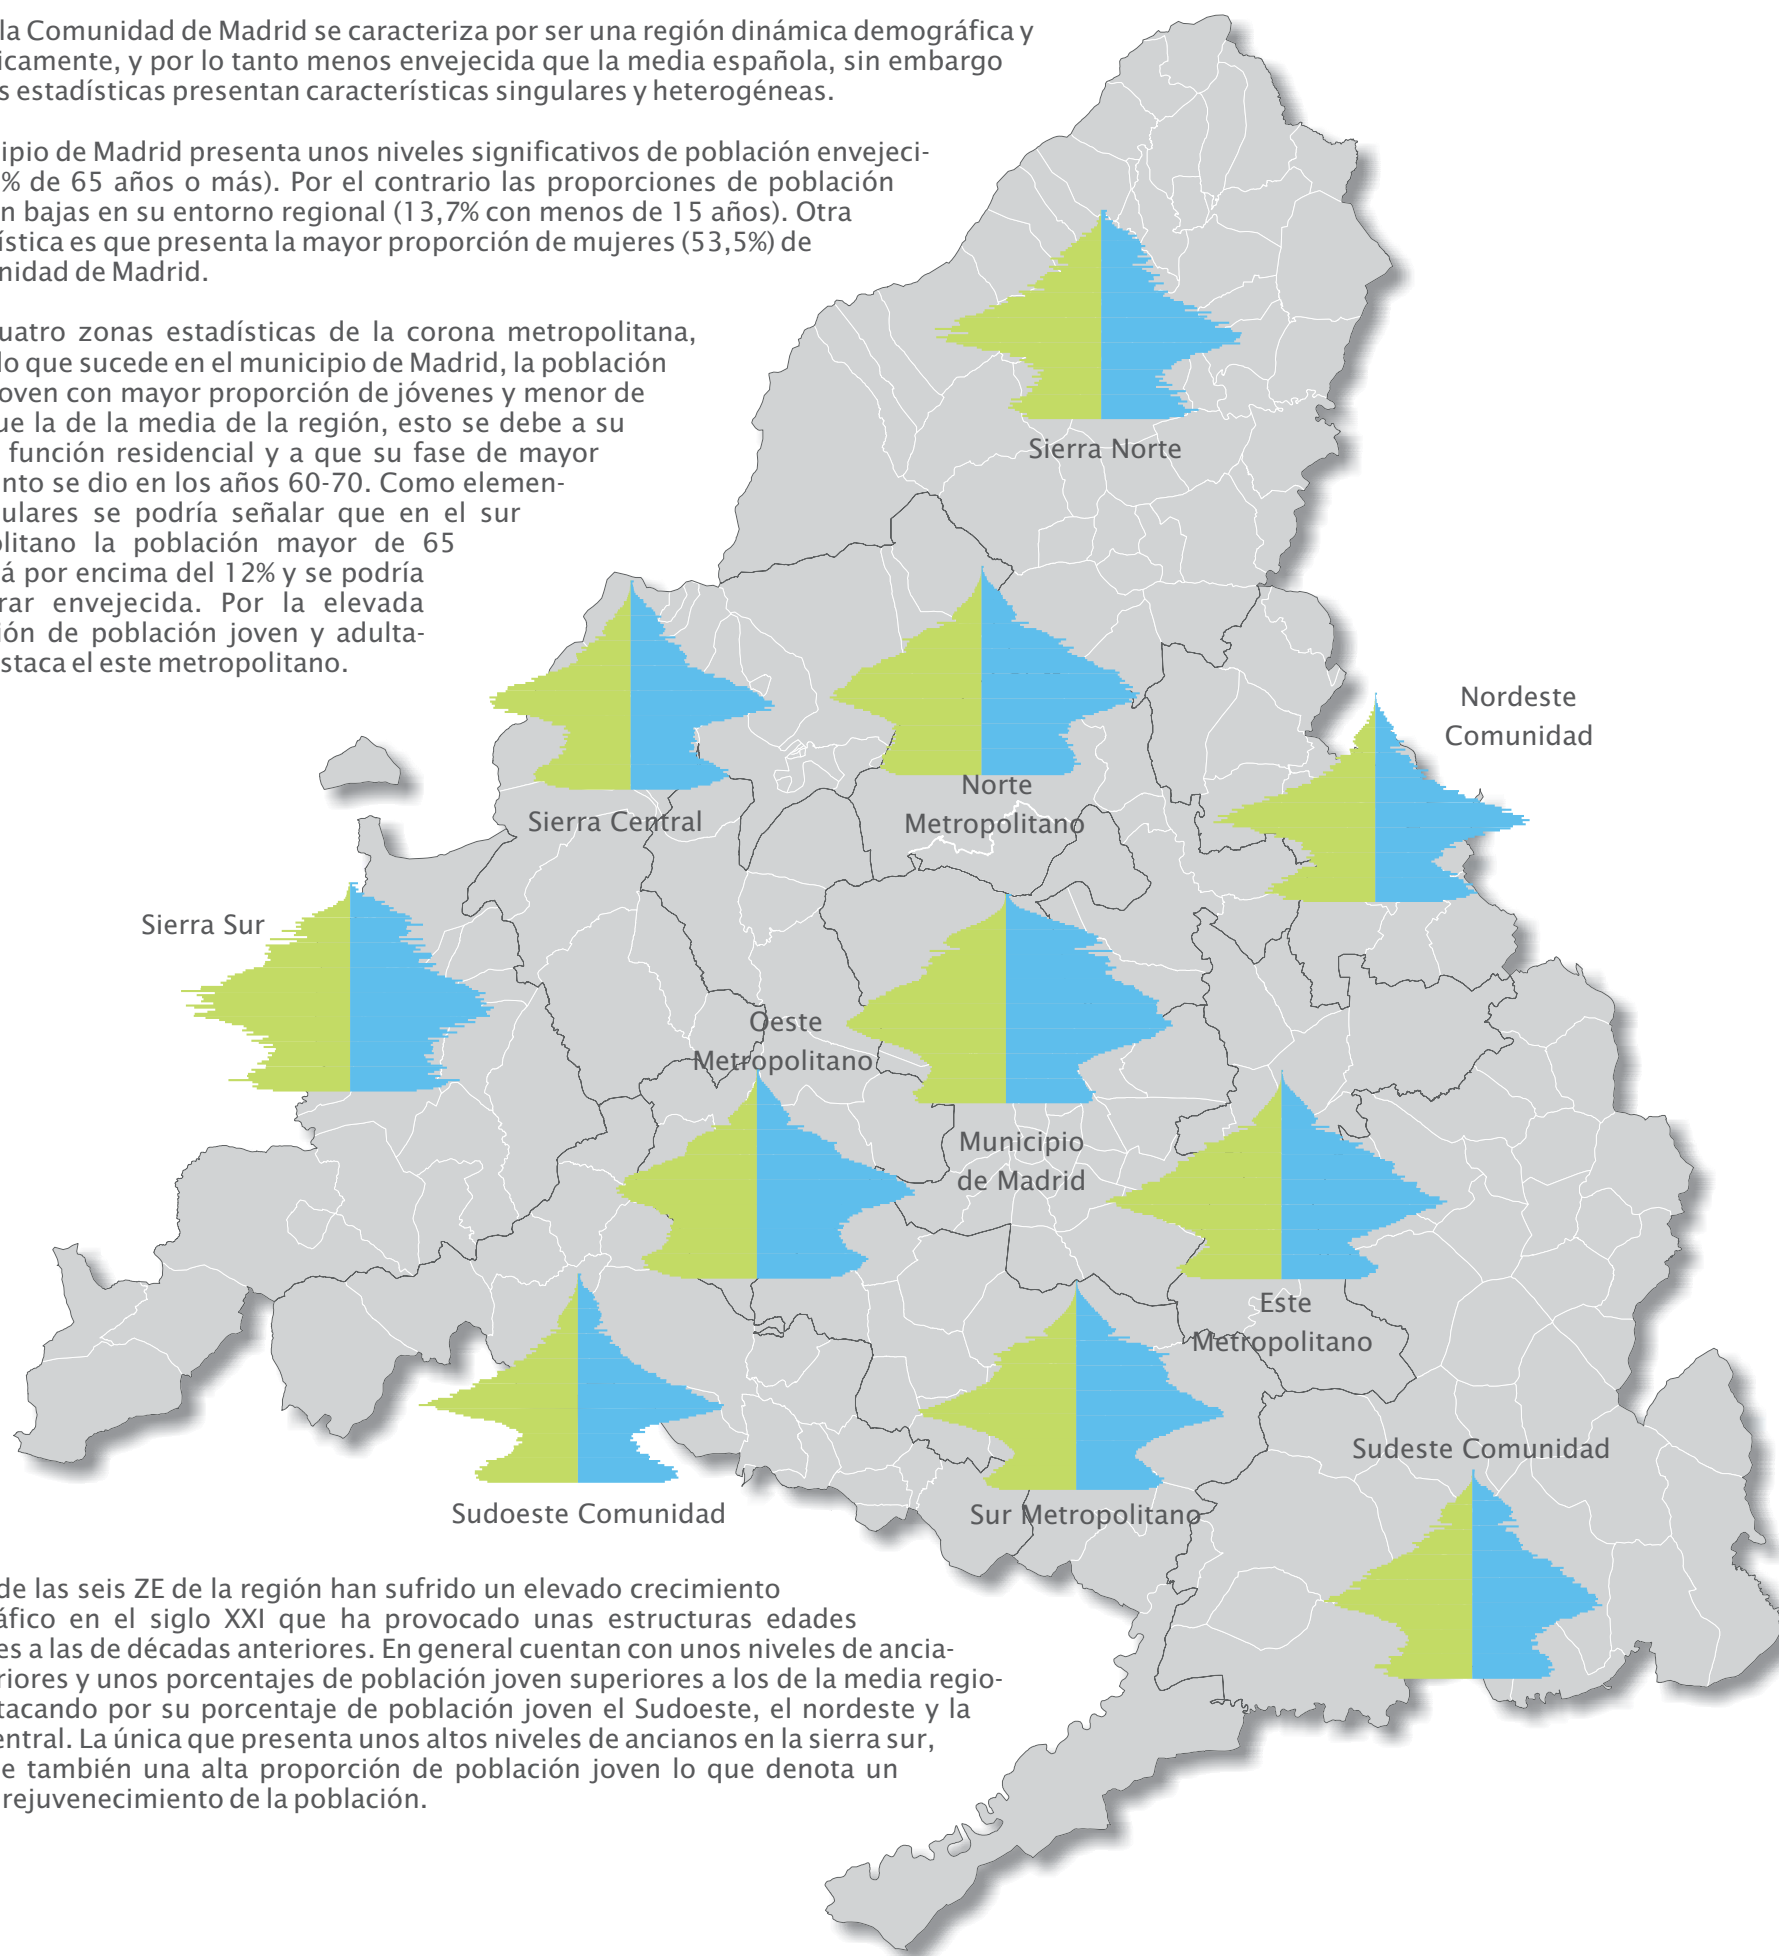 la Comunidad de Madrid se caracteriza por ser una región dinámica demográfica y
icamente, y por lo tanto menos envejecida que la media española, sin embargo
s estadísticas presentan características singulares y heterogéneas.
ipio de Madrid presenta unos niveles significativos de población envejeci-
% de 65 años o más). Por el contrario las proporciones de población
n bajas en su entorno regional (13,7% con menos de 15 años). Otra
ística es que presenta la mayor proporción de mujeres (53,5%) de
nidad de Madrid.
uatro zonas estadísticas de la corona metropolitana,
lo que sucede en el municipio de Madrid, la población
oven con mayor proporción de jóvenes y menor de
ue la de la media de la región, esto se debe a su
función residencial y a que su fase de mayor
nto se dio en los años 60-70. Como elemen-
ulares se podría señalar que en el sur
olitano la población mayor de 65
á por encima del 12% y se podría
rar envejecida. Por la elevada
ión de población joven y adulta-
staca el este metropolitano.
Sierra Norte
Nordeste
Comunidad
Norte
Metropolitano
Sierra Central
Sierra Sur
Oeste
Metropolitano
Municipio
de Madrid
Este
Metropolitano
Sudeste Comunidad
Sudoeste Comunidad
Sur Metropolitano
de las seis ZE de la región han sufrido un elevado crecimiento
áfico en el siglo XXI que ha provocado unas estructuras edades
es a las de décadas anteriores. En general cuentan con unos niveles de ancia-
riores y unos porcentajes de población joven superiores a los de la media regio-
tacando por su porcentaje de población joven el Sudoeste, el nordeste y la
entral. La única que presenta unos altos niveles de ancianos en la sierra sur,
e también una alta proporción de población joven lo que denota un
rejuvenecimiento de la población.